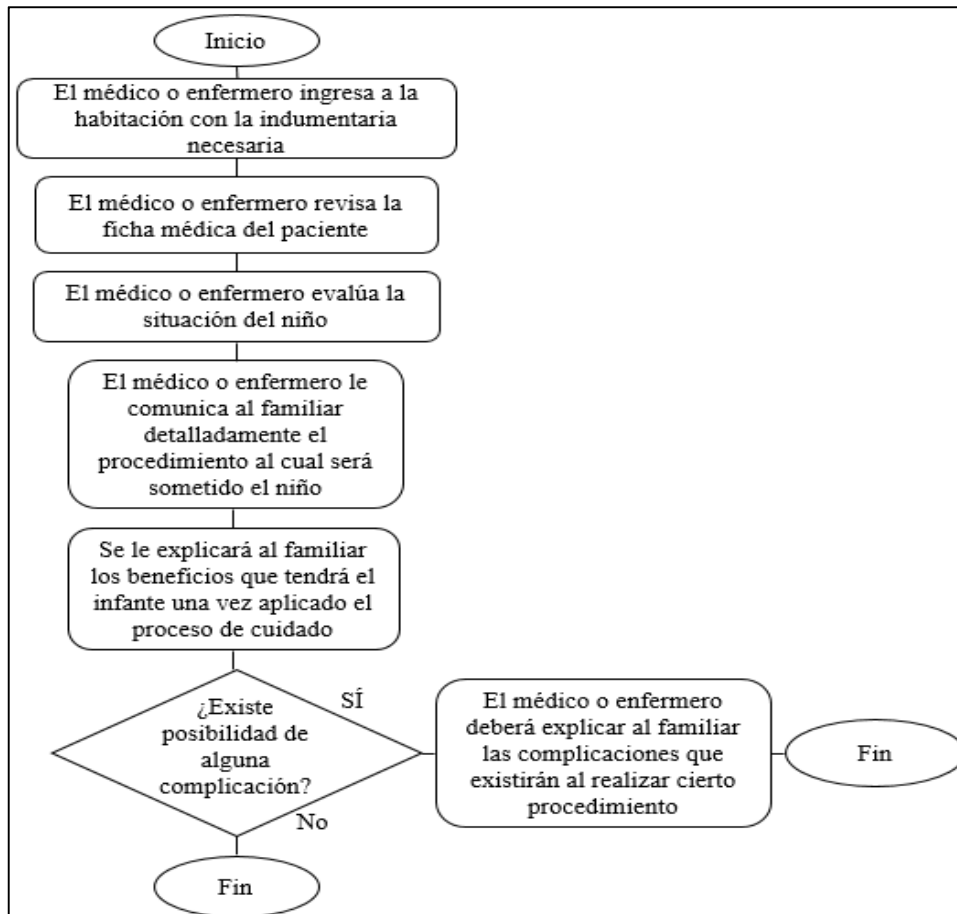 Inicio
El médico o enfermero ingresa a la
habitación con la indumentaria
necesaria
El médico o enfermero revisa la
ficha médica del paciente
El médico o enfermero evalúa la
situación del niño
El médico o enfermero le
comunica al familiar
detalladamente el
procedimiento al cual será
sometido el niño
Se le explicará al familiar
los beneficios que tendrá el
infante una vez aplicado el
proceso de cuidado
¿Existe
posibilidad de
alguna
complicación?
SÍ
El médico o enfermero
deberá explicar al familiar
las complicaciones que
existirán al realizar cierto
procedimiento
Fin
No
Fin